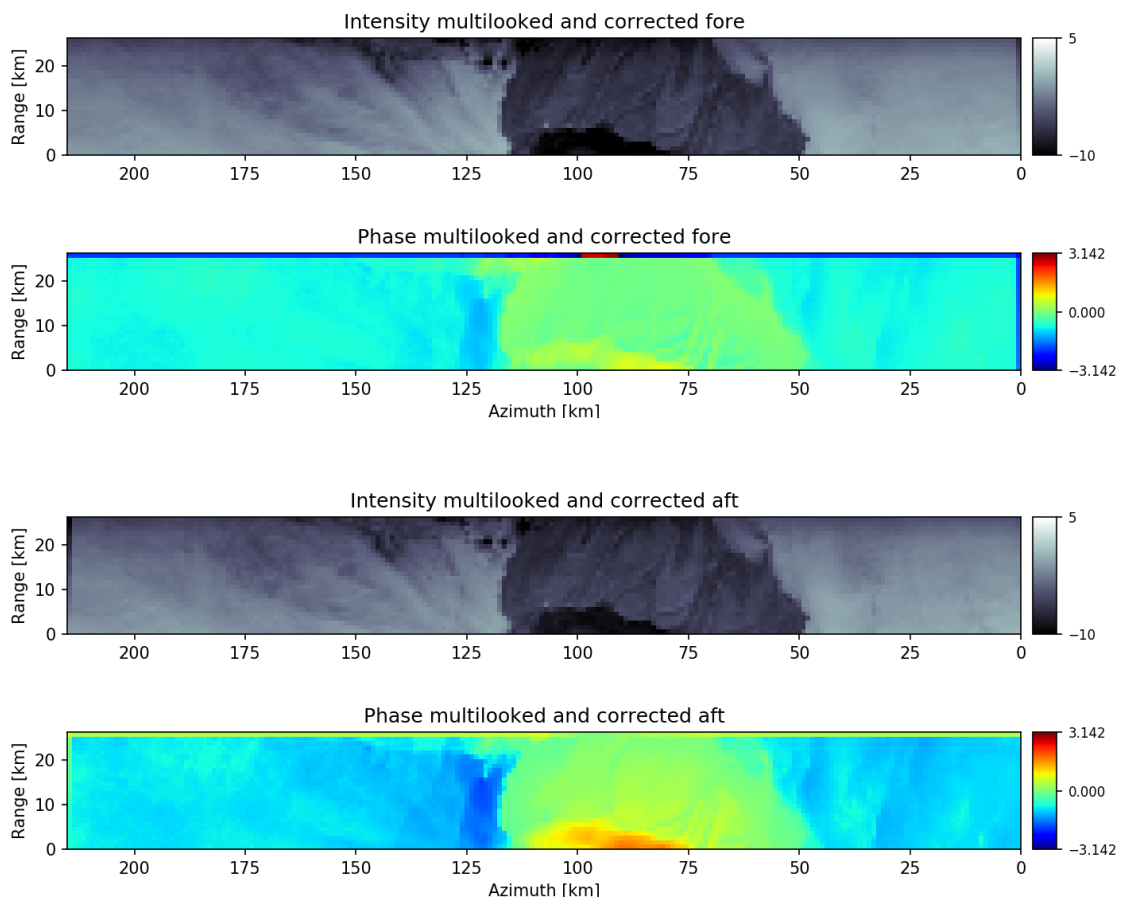 Intensity multilooked and corrected fore
Range [km]
20
10
0
200 175 150 125 100 75 50 25 0
5
−10
Phase multilooked and corrected fore
Range [km]
20
10
0
200 175 150 125 100 75 50 25 0
Azimuth [km]
3.142
0.000
−3.142
Intensity multilooked and corrected aft
Range [km]
20
10
0
200 175 150 125 100 75 50 25 0
5
−10
Phase multilooked and corrected aft
Range [km]
20
10
0
200 175 150 125 100 75 50 25 0
Azimuth [km]
3.142
0.000
−3.142